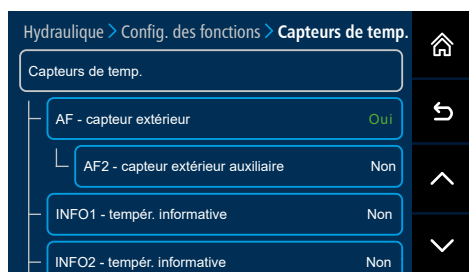 Hydraulique > Config. des fonctions > Capteurs de temp.
Capteurs de temp.
AF - capteur extérieur Oui
AF2 - capteur extérieur auxiliaire Non
INFO1 - tempér. informative Non
INFO2 - tempér. informative Non